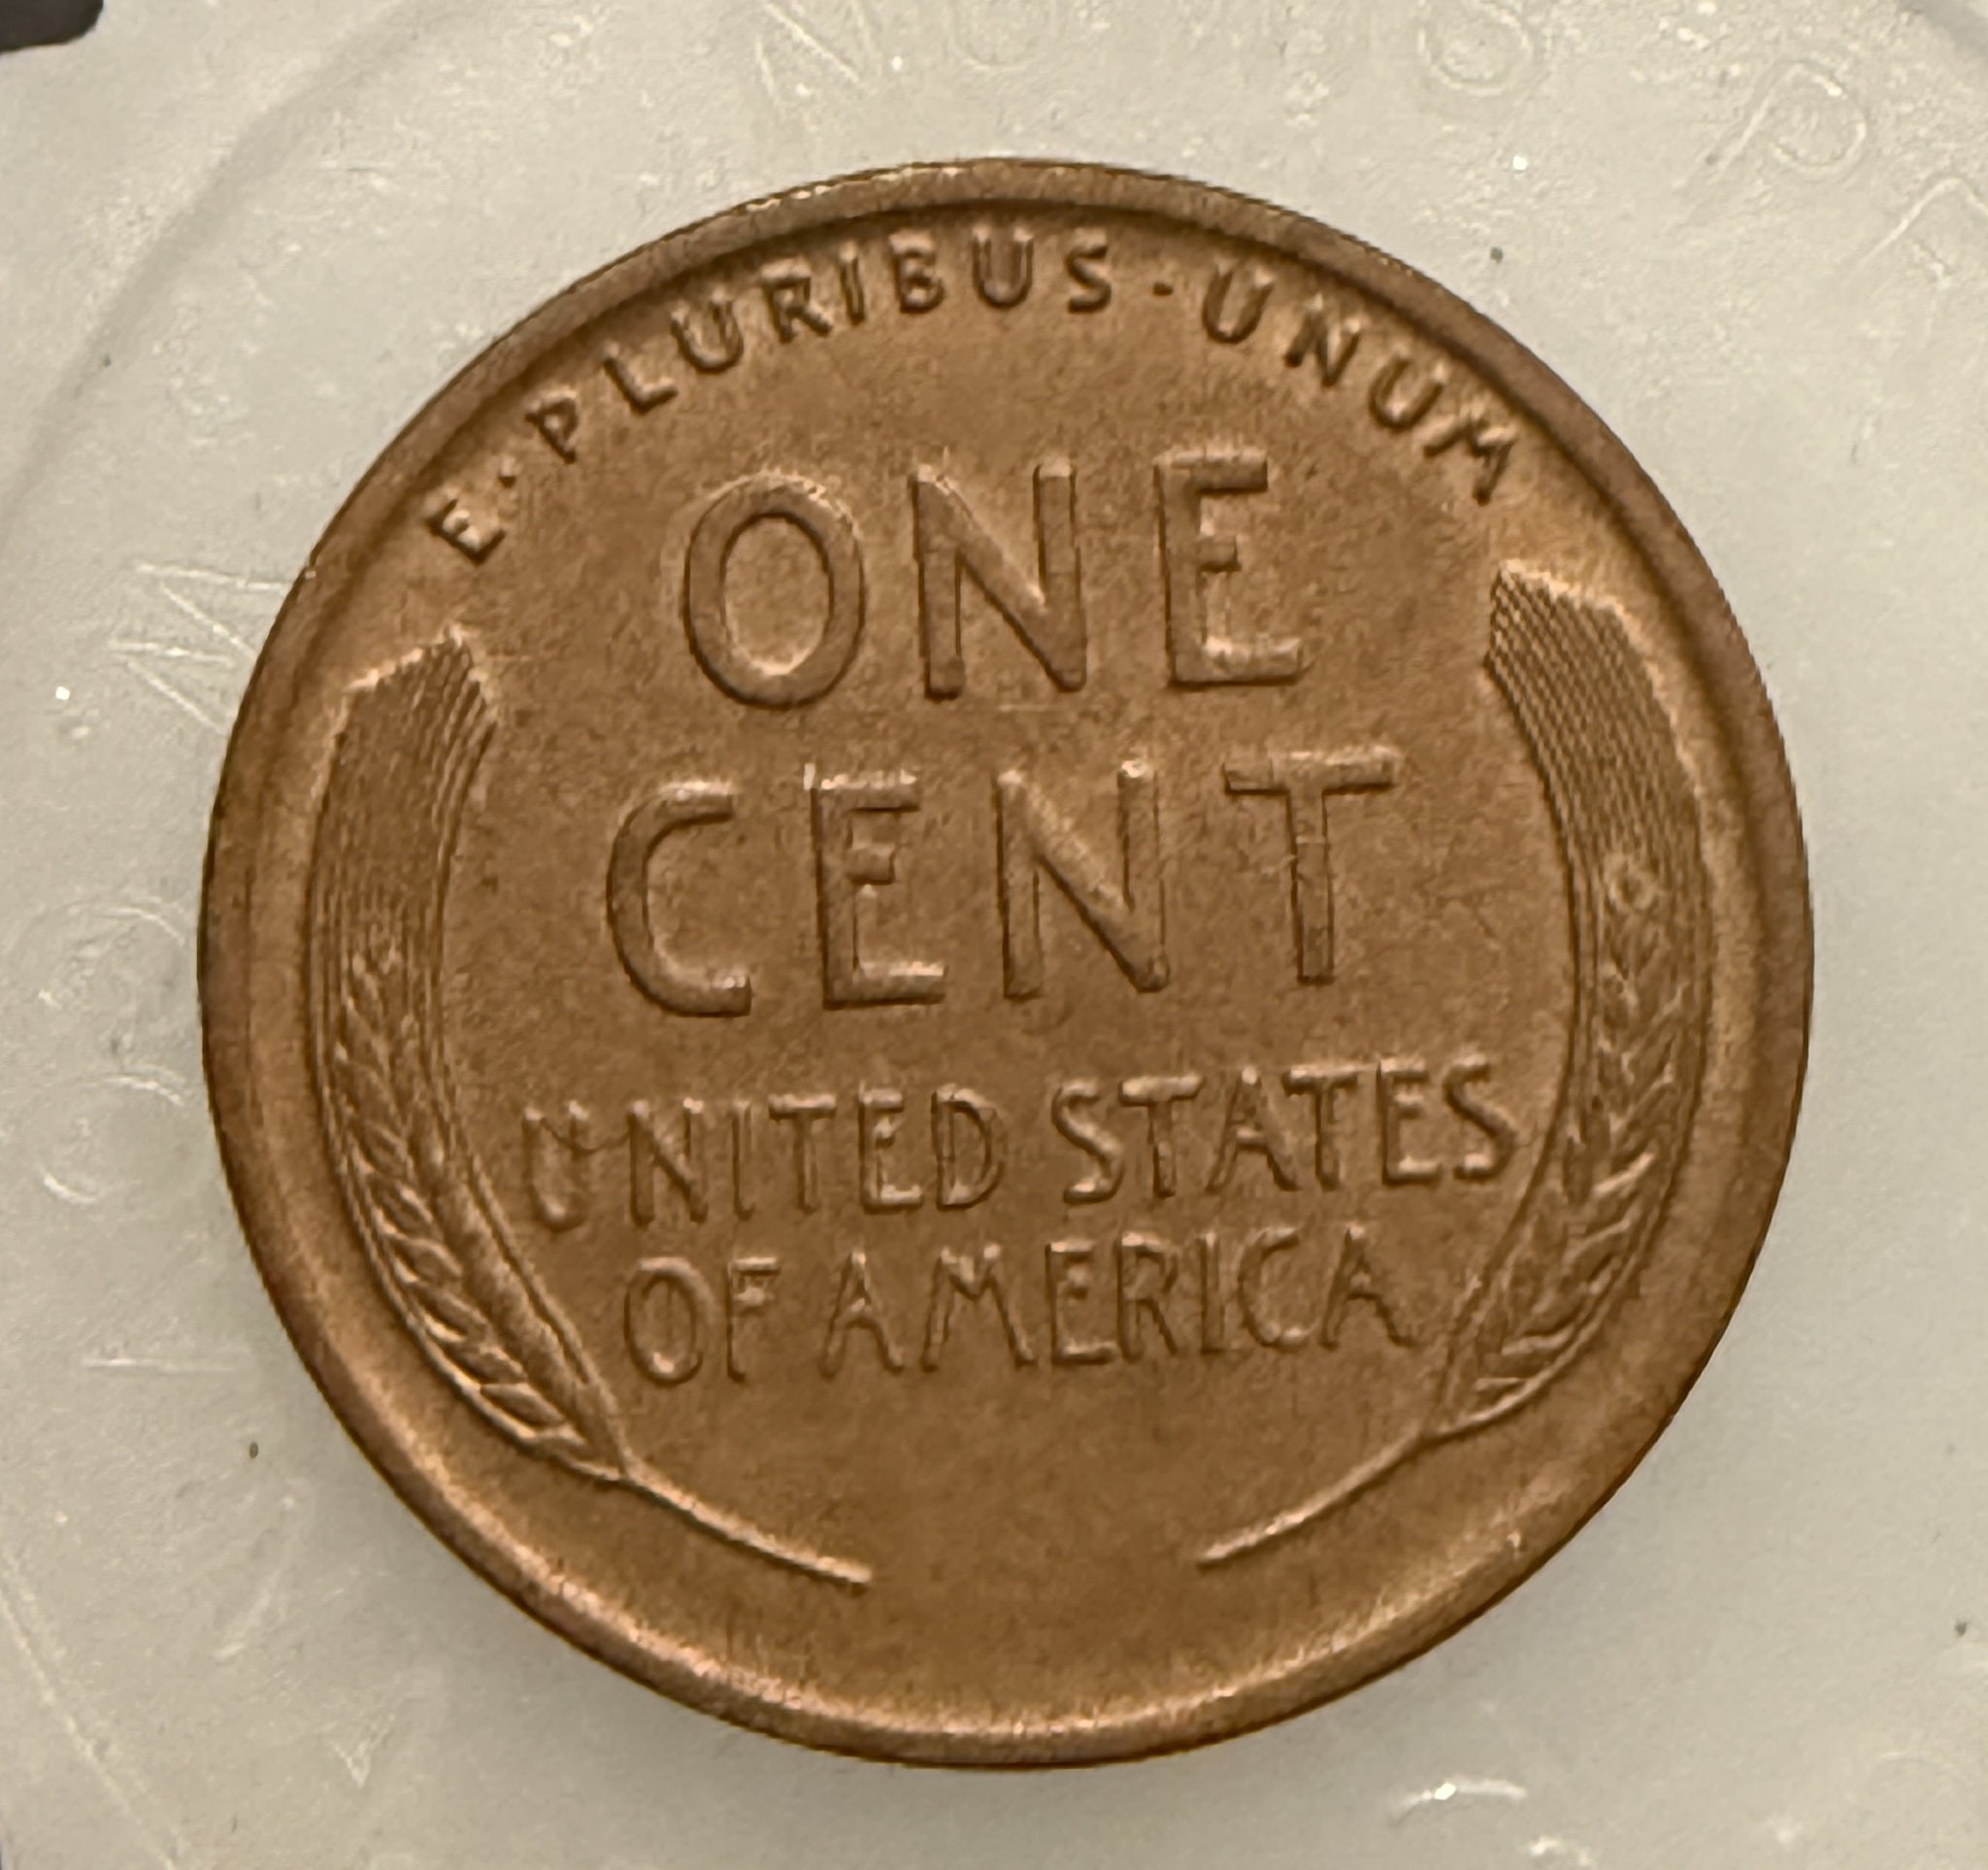 E · PLURIBUS · UNUM
ONE
CENT
UNITED STATES
OF AMERICA